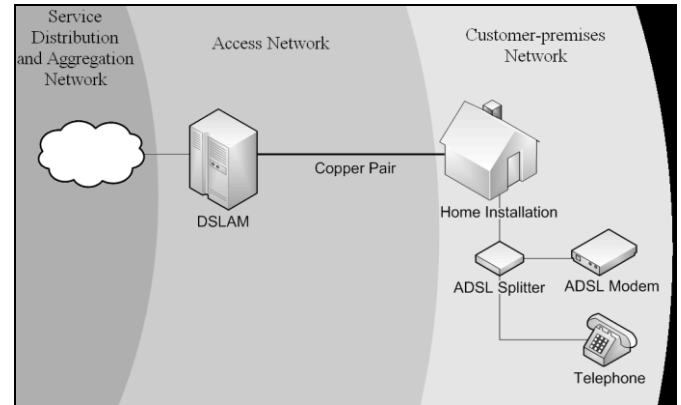 Service
Distribution
and Aggregation
Network
Access Network
Customer-premises
Network
Copper Pair
DSLAM
Home Installation
ADSL Splitter
ADSL Modem
Telephone